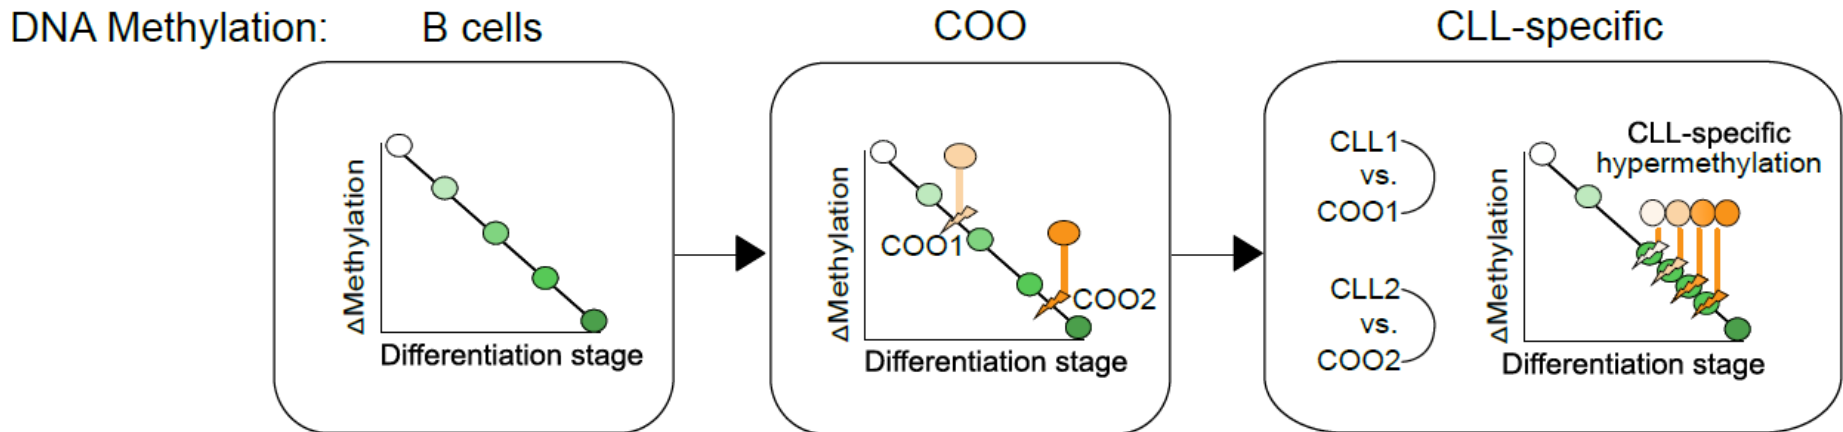 DNA Methylation:
B cells
COO
CLL-specific
ΔMethylation
Differentiation stage
ΔMethylation
COO1
COO2
Differentiation stage
CLL1
vs.
COO1
CLL2
vs.
COO2
CLL-specific
hypermethylation
ΔMethylation
Differentiation stage